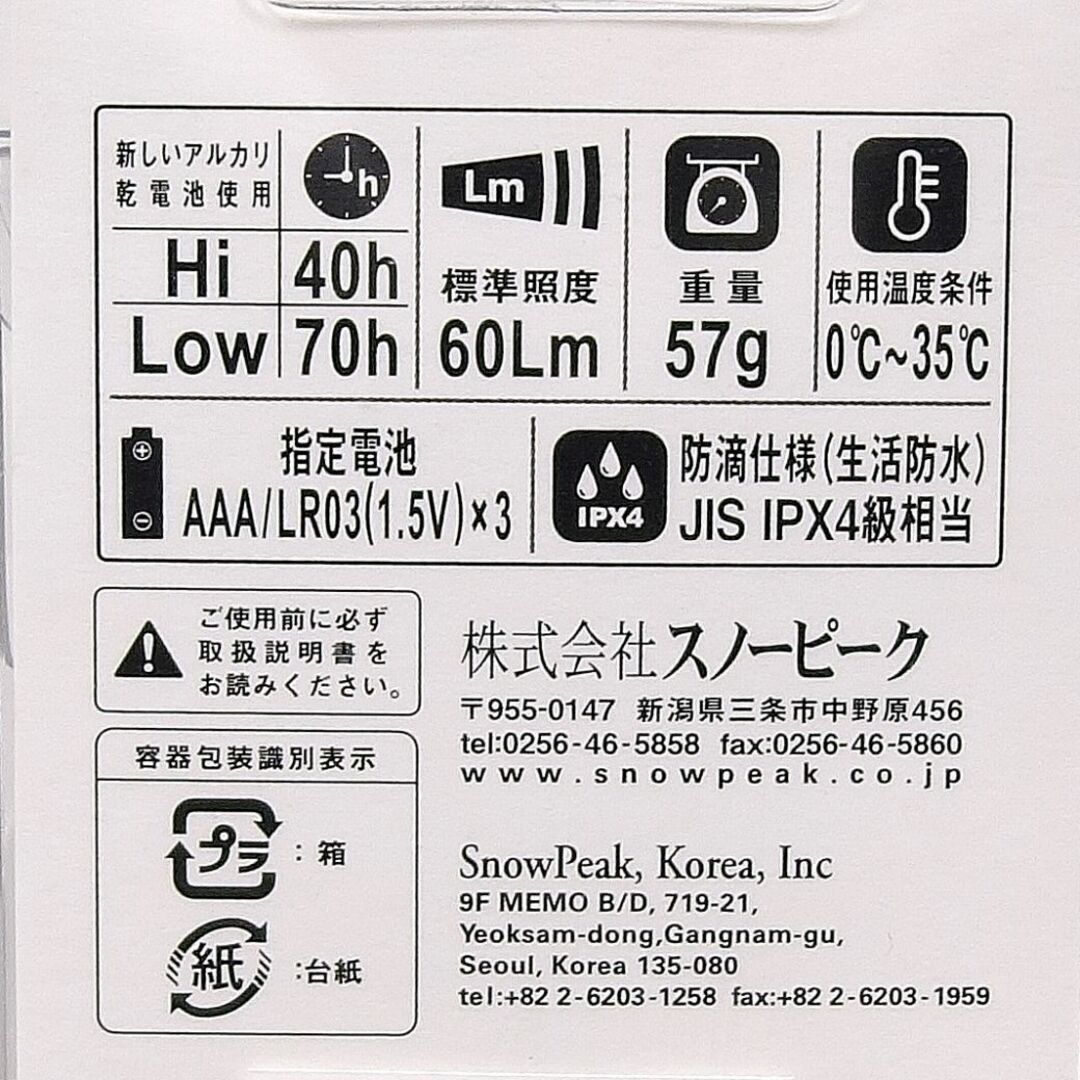 新しいアルカリ
乾電池使用
h
Hi 40h
Low 70h
Lm
標準照度
60Lm
重量
57g
使用温度条件
0℃~35℃
指定電池
AAA/LR03(1.5V)×3
IPX4
防滴仕様(生活防水)
JIS IPX4級相当
ご使用前に必ず
取扱説明書を
お読みください。
容器包装識別表示
プラ:箱
紙:台紙
株式会社スノーピーク
〒955-0147 新潟県三条市中野原456
tel:0256-46-5858 fax:0256-46-5860
www.snowpeak.co.jp
SnowPeak, Korea, Inc
9F MEMO B/D, 719-21,
Yeoksam-dong,Gangnam-gu,
Seoul, Korea 135-080
tel:+82 2-6203-1258 fax:+82 2-6203-1959